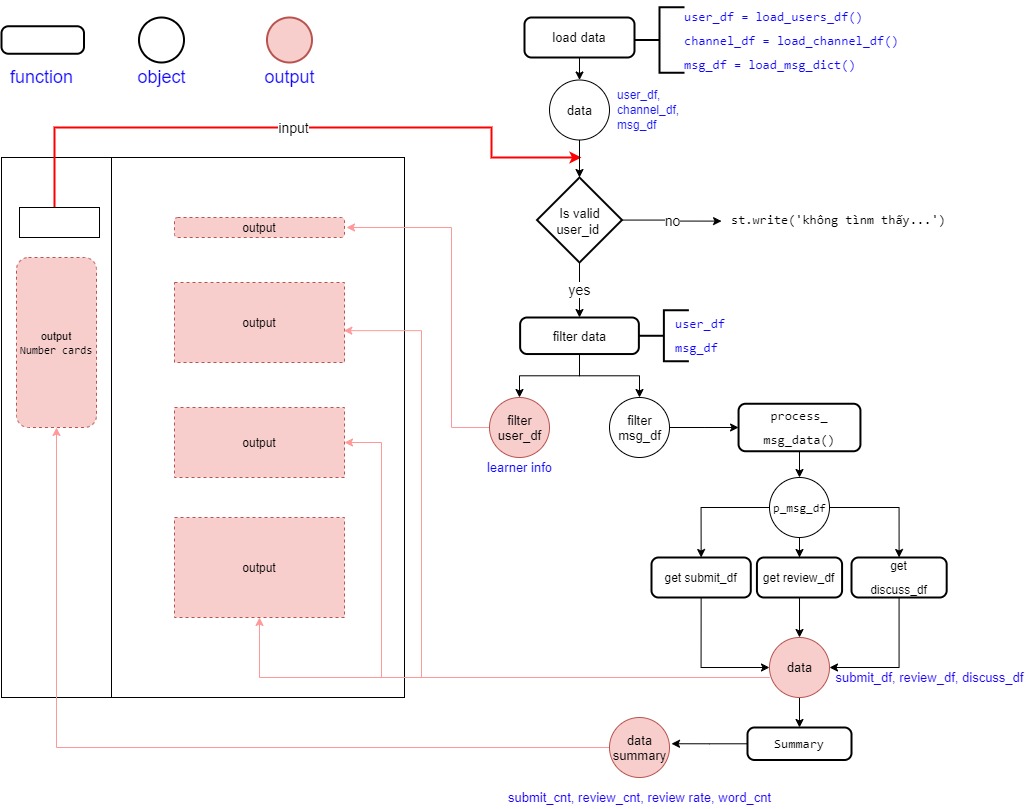 function
object
output
load data
user_df = load_users_df()
channel_df = load_channel_df()
msg_df = load_msg_dict()
data
user_df,
channel_df,
msg_df
input
Is valid
user_id
no
st.write('không tình thấy...')
yes
filter data
user_df
msg_df
output
output
output
Number cards
output
output
filter
user_df
learner info
filter
msg_df
process_
msg_data()
p_msg_df
get submit_df
get review_df
get
discuss_df
data
submit_df, review_df, discuss_df
Summary
data
summary
submit_cnt, review_cnt, review rate, word_cnt